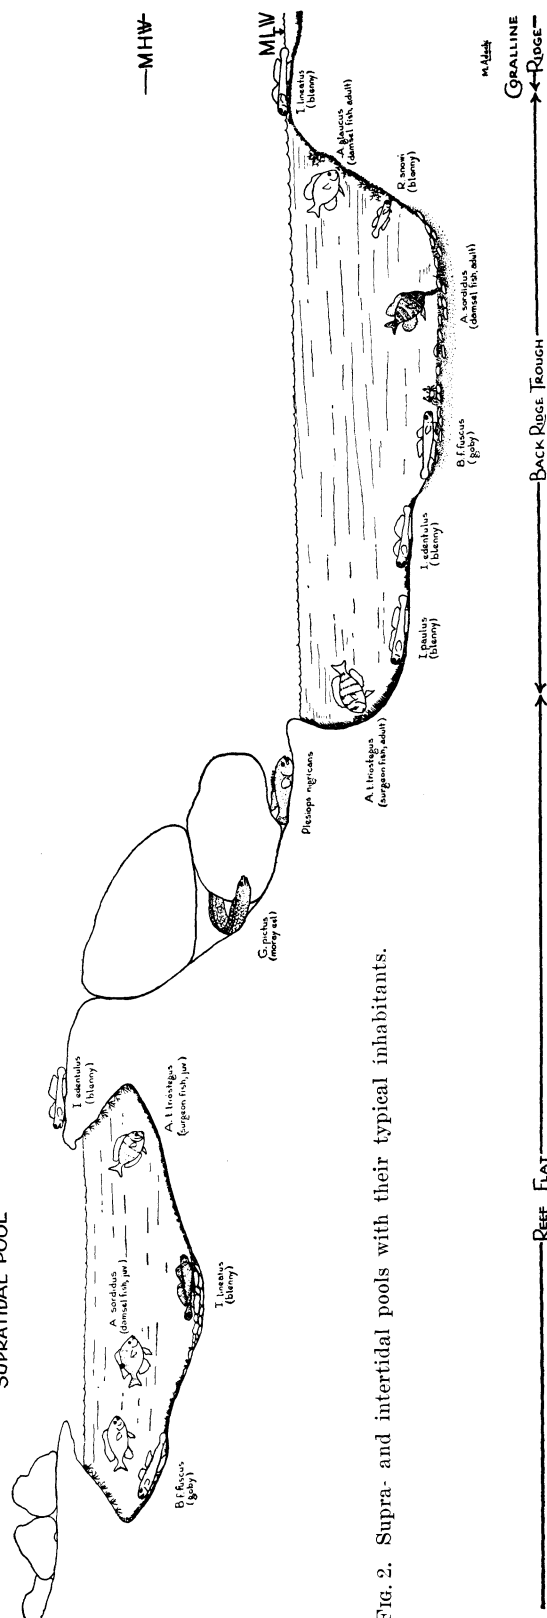 SUPRATIDAL POOL
MHW
MLW
B. f. fuscus
(goby)
A. sordidus
(damsel fish, juv)
I. lineatus
(blenny)
A. t. triostegus
(surgeon fish, juv)
I. edentulus
(blenny)
G. pictus
(moray eel)
Plesiops nigricans
A. t. triostegus
(surgeon fish, adult)
I. paulus
(blenny)
I. edentulus
(blenny)
B. f. fuscus
(goby)
A. sordidus
(damsel fish, adult)
R. snowi
(blenny)
A. glaucus
(damsel fish, adult)
I. lineatus
(blenny)
FIG. 2. Supra- and intertidal pools with their typical inhabitants.
REEF FLAT
BACK RIDGE TROUGH
CORALLINE
RIDGE